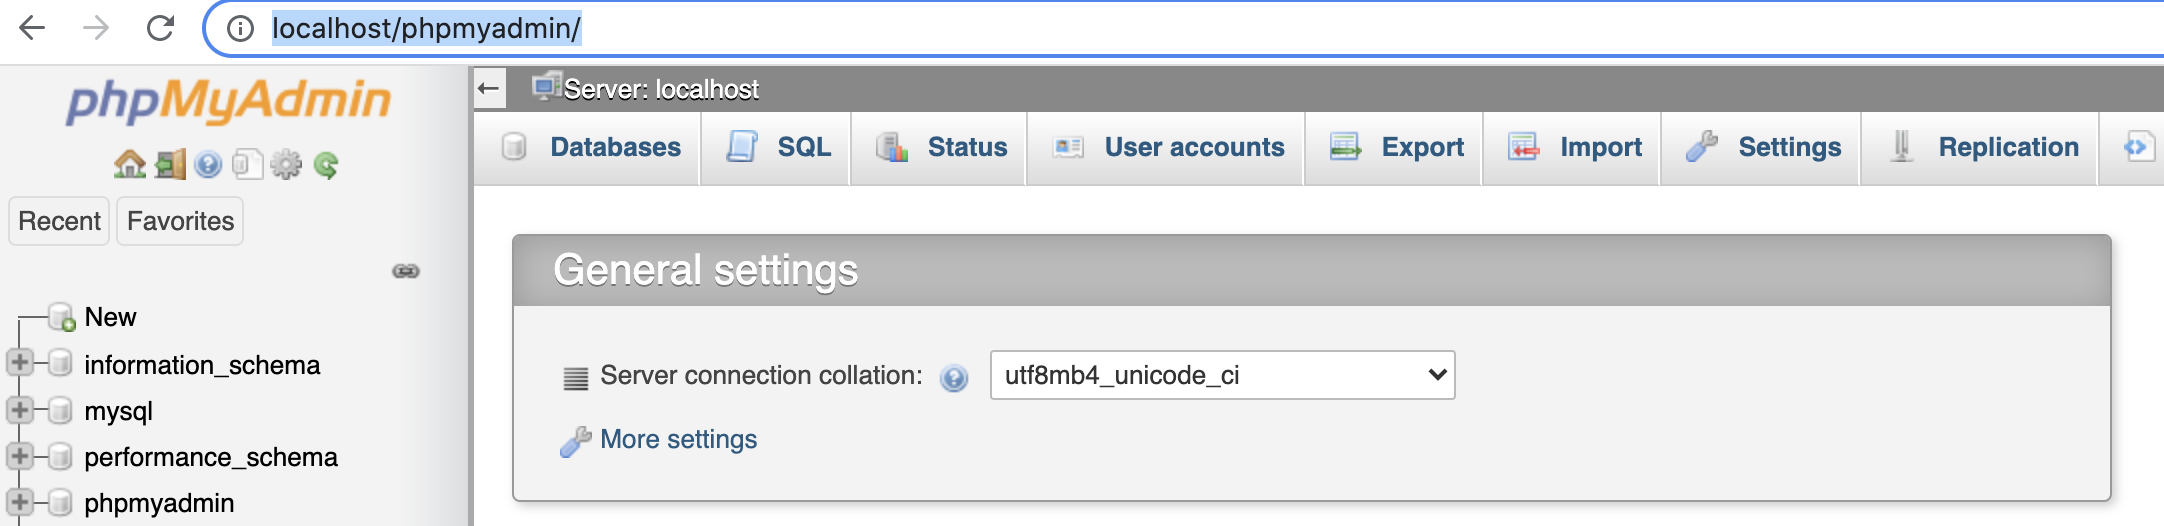 localhost/phpmyadmin/
phpMyAdmin
Recent Favorites
New
information_schema
mysql
performance_schema
phpmyadmin
Server: localhost
Databases SQL Status User accounts Export Import Settings Replication
General settings
Server connection collation: utf8mb4_unicode_ci
More settings